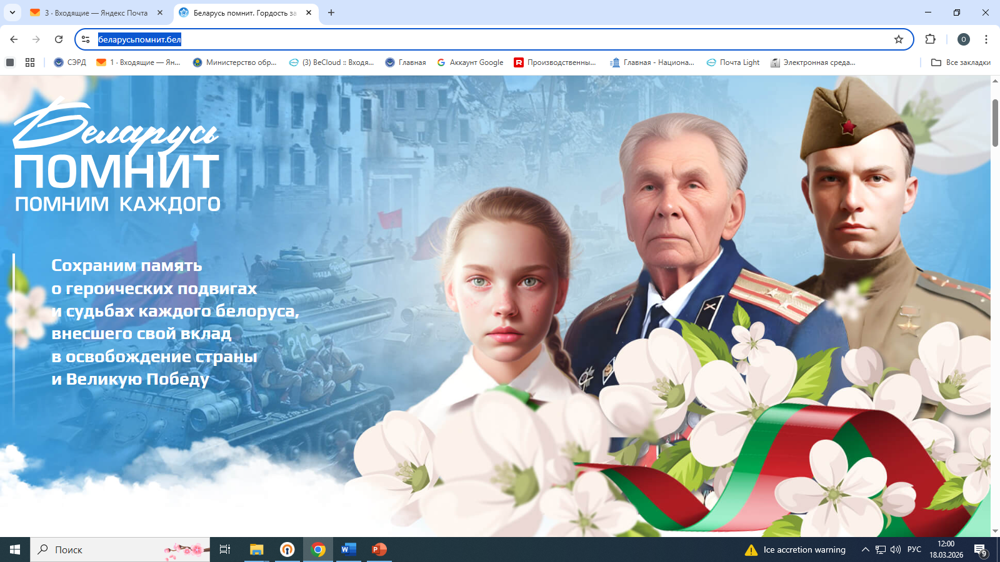 3 · Входящие — Яндекс Почта
Беларусь помнит. Гордость за
беларусьпомнит.бел
О
СЭРД
1 · Входящие — Ян...
Министерство обр...
(3) BeCloud :: Входя...
Главная
Аккаунт Google
Производственны...
Главная - Национа...
Почта Light
Электронная среда...
Все закладки
Беларусь
ПОМНИТ
ПОМНИМ КАЖДОГО
Сохраним память
о героических подвигах
и судьбах каждого белоруса,
внесшего свой вклад
в освобождение страны
и Великую Победу
Поиск
Ice accretion warning
РУС
12:00
18.03.2026
9